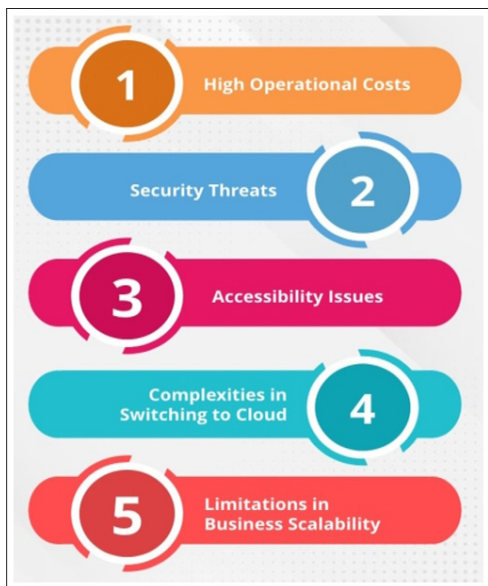 1
High Operational Costs
Security Threats
2
3
Accessibility Issues
Complexities in
Switching to Cloud
4
5
Limitations in
Business Scalability